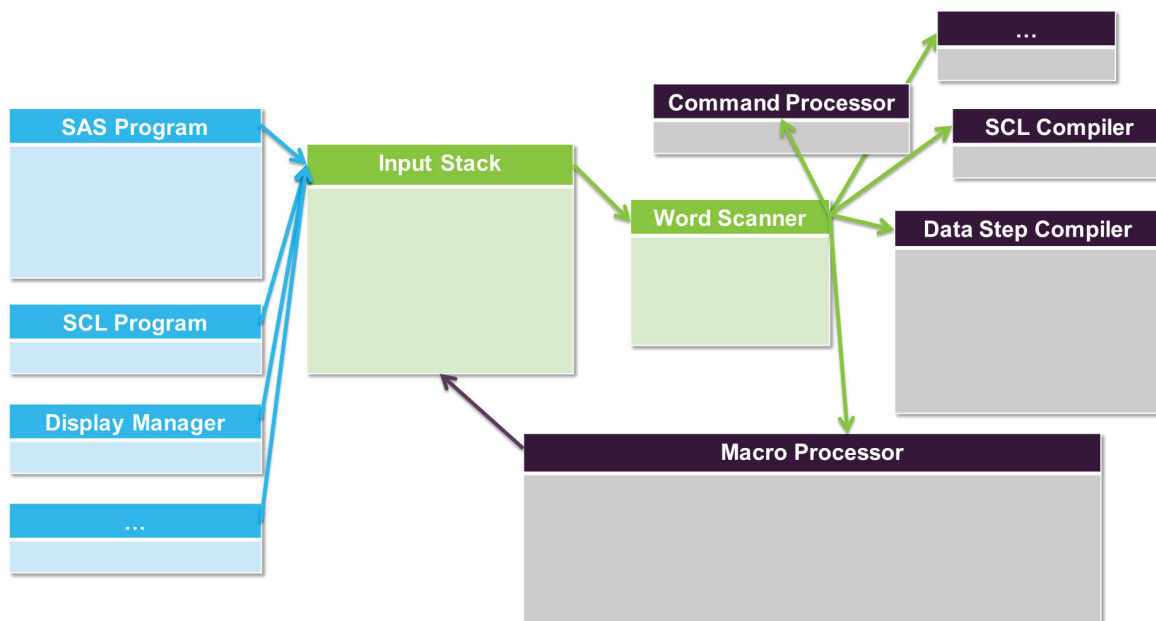 …
Command Processor
SAS Program
SCL Compiler
Input Stack
Word Scanner
Data Step Compiler
SCL Program
Display Manager
Macro Processor
…